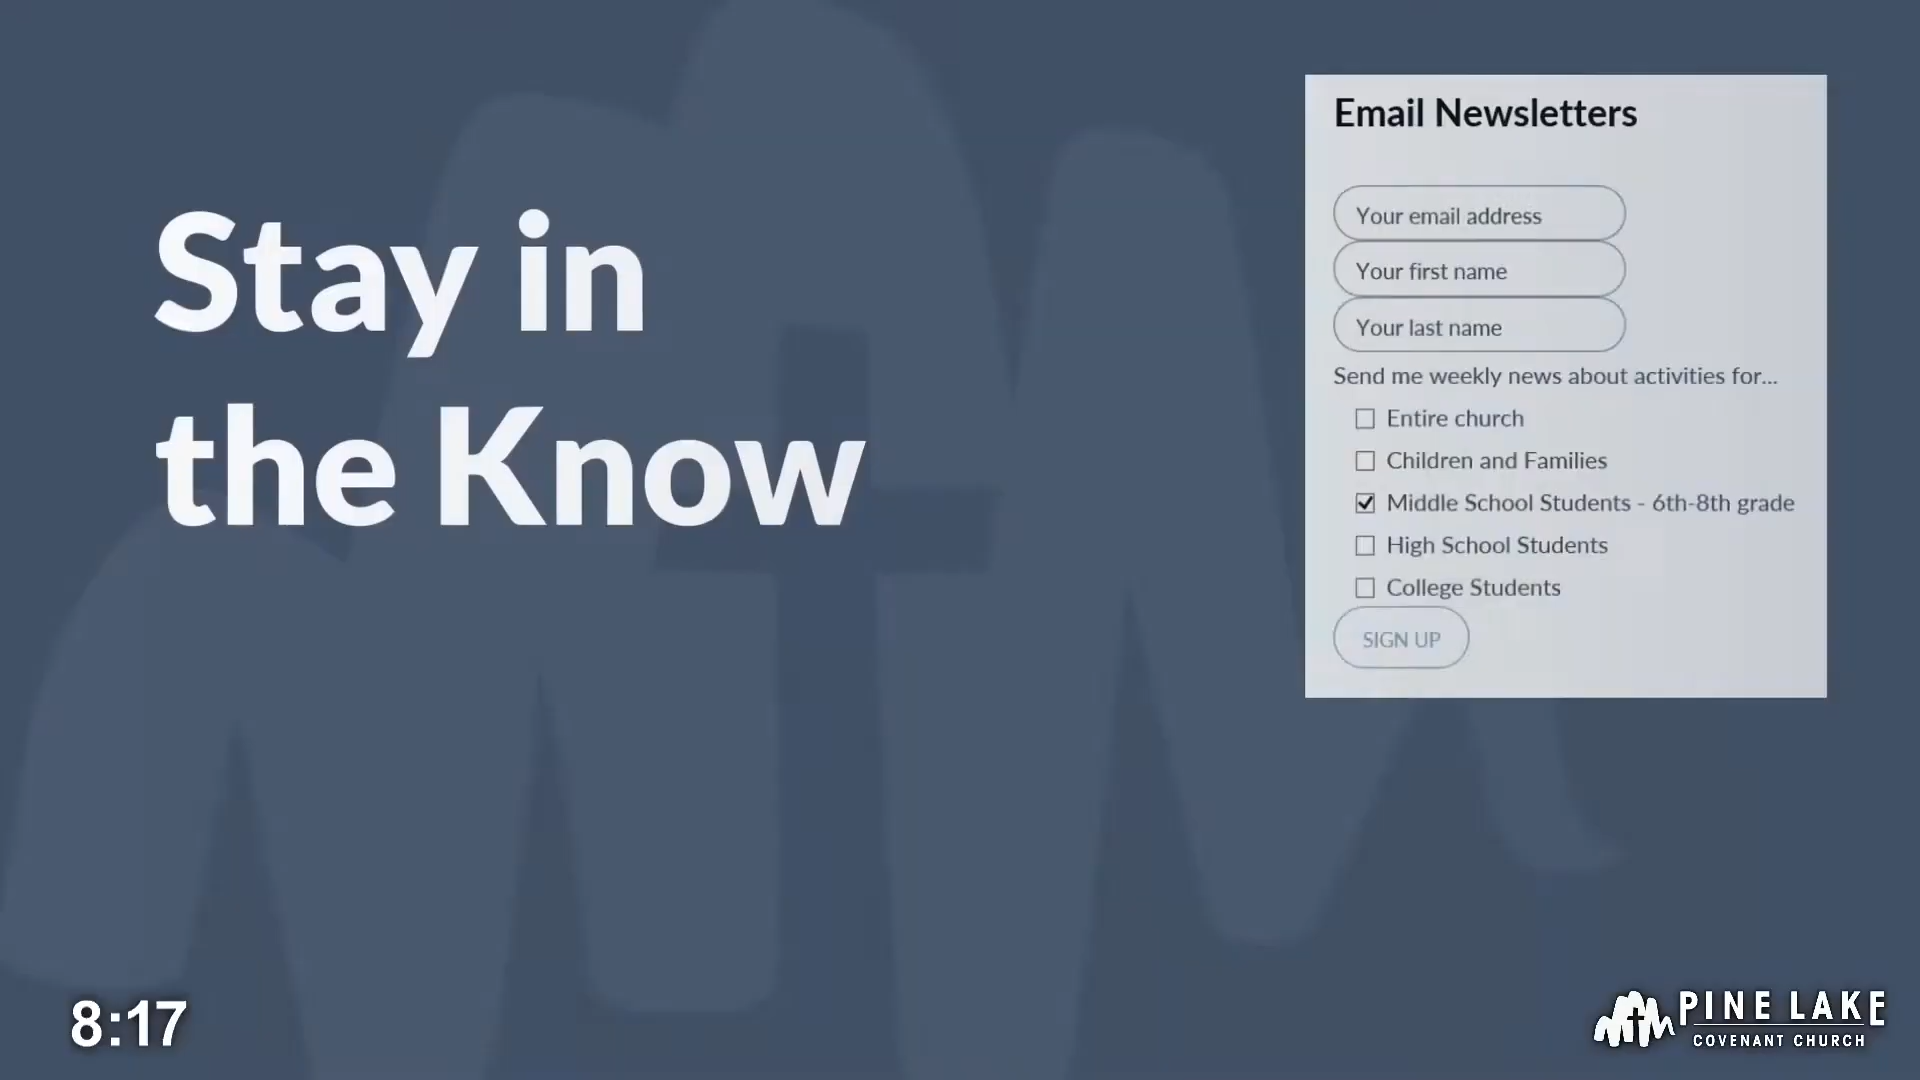 Stay in
the Know
Email Newsletters
Your email address
Your first name
Your last name
Send me weekly news about activities for...
Entire church
Children and Families
Middle School Students - 6th-8th grade
High School Students
College Students
SIGN UP
8:17
PINE LAKE
COVENANT CHURCH